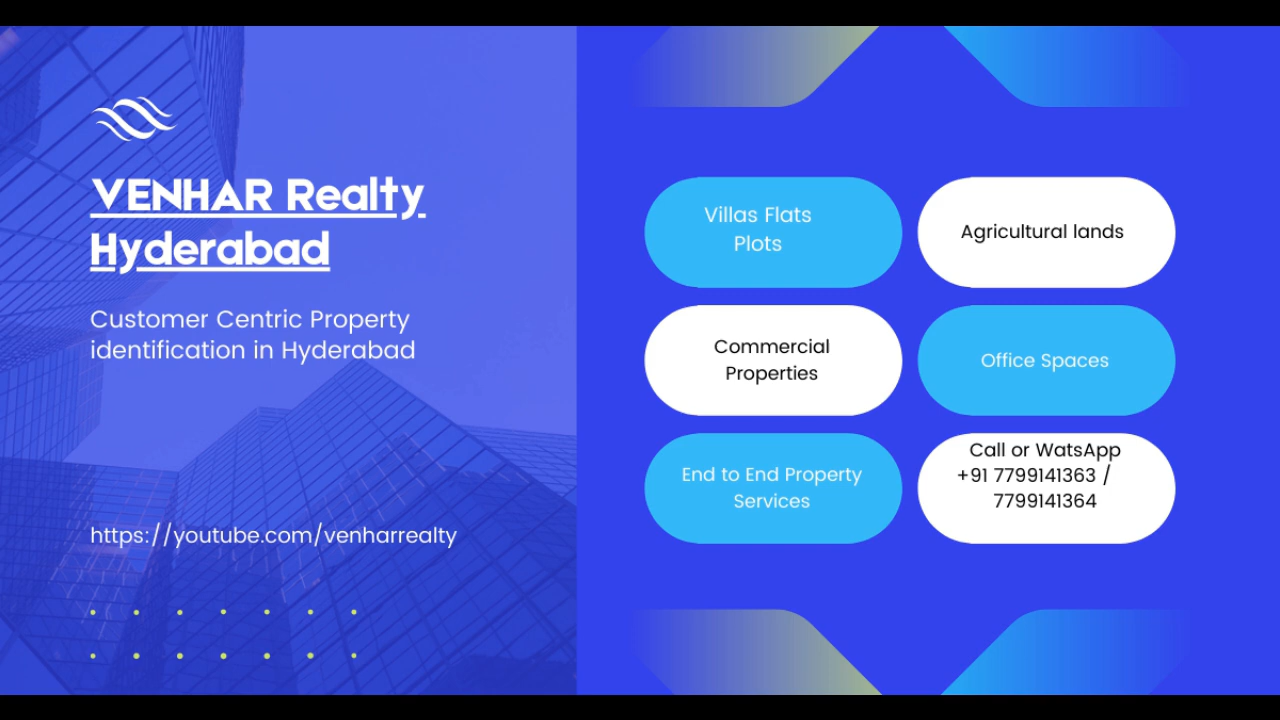 VENHAR Realty
Hyderabad
Customer Centric Property
identification in Hyderabad
https://youtube.com/venharrealty
Villas Flats
Plots
Agricultural lands
Commercial
Properties
Office Spaces
End to End Property
Services
Call or WatsApp
+91 7799141363 /
7799141364